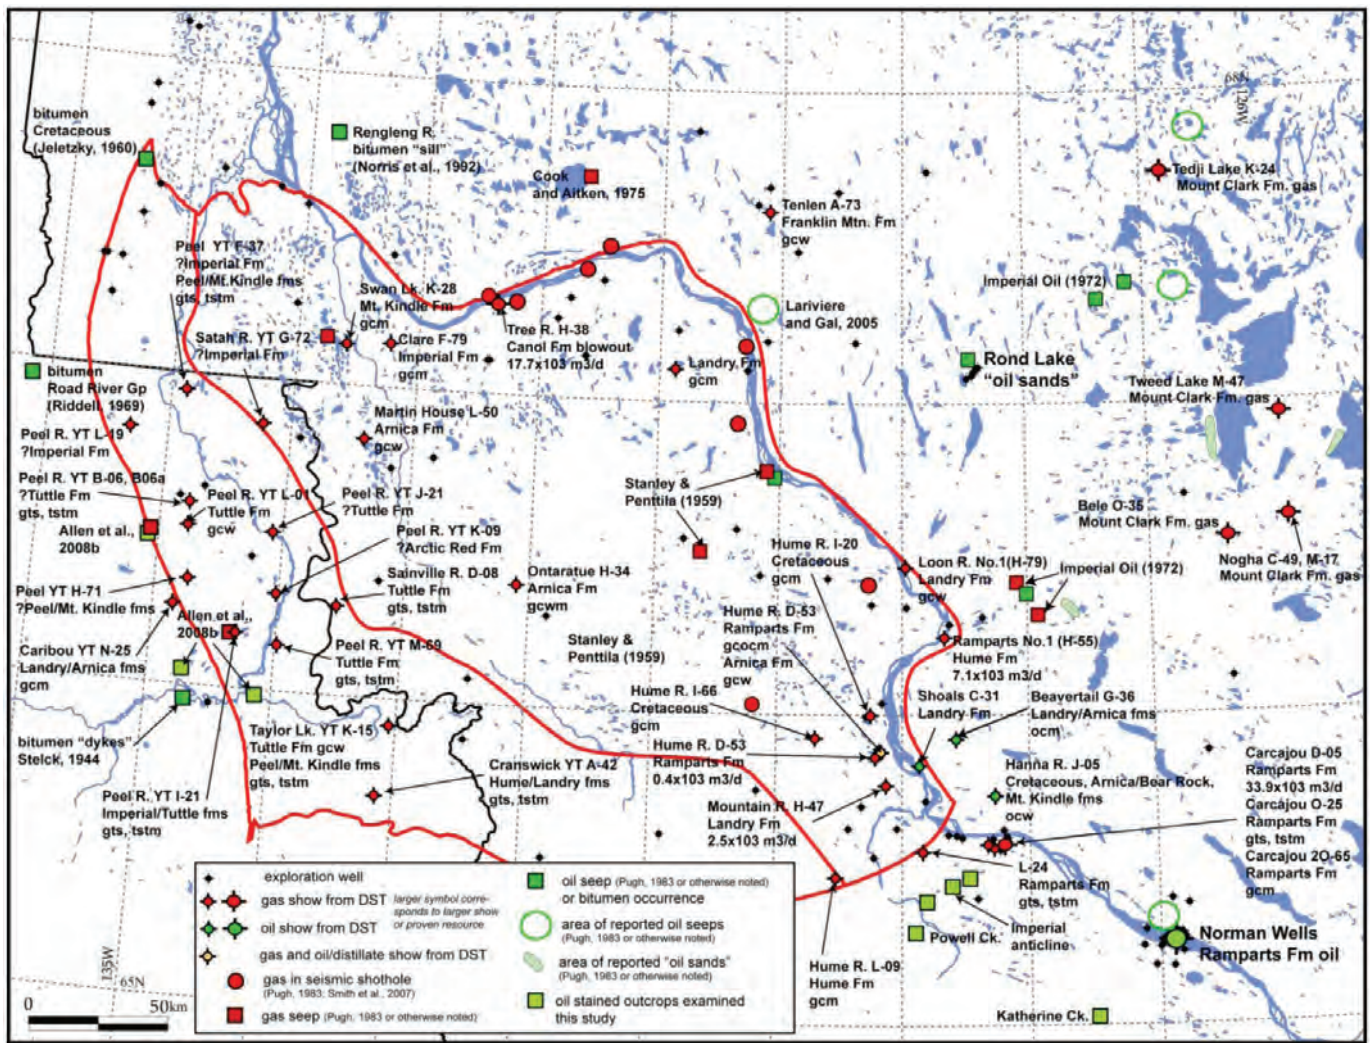 bitumen
Cretaceous
(Jeletzky, 1960)
Rengleng R.
bitumen "sill"
(Norris et al., 1992)
Cook
and Aitken, 1975
68N
126W
Tedji Lake K-24
Mount Clark Fm. gas
Tenlen A-73
Franklin Mtn. Fm
gcw
Peel YT F-37
?Imperial Fm
Peel/Mt.Kindle fms
gts, tstm
Swan Lk. K-28
Mt. Kindle Fm
gcm
Imperial Oil (1972)
Lariviere
and Gal, 2005
Satah R. YT G-72
?Imperial Fm
Clare F-79
Imperial Fm
gcm
Tree R. H-38
Canol Fm blowout
17.7x103 m3/d
Landry Fm
gcm
Rond Lake
"oil sands"
bitumen
Road River Gp
(Riddell, 1969)
Tweed Lake M-47
Mount Clark Fm. gas
Martin House L-50
Arnica Fm
gcw
Peel R. YT L-19
?Imperial Fm
Peel R. YT B-06, B06a
?Tuttle Fm
gts, tstm
Peel R. YT L-01
Tuttle Fm
gcw
Peel R. YT J-21
?Tuttle Fm
Stanley &
Penttila (1959)
Bele O-35
Mount Clark Fm. gas
Allen et al.,
2008b
Peel R. YT K-09
?Arctic Red Fm
Hume R. I-20
Cretaceous
gcm
Nogha C-49, M-17
Mount Clark Fm. gas
Loon R. No.1(H-79)
Landry Fm
gcw
Imperial Oil (1972)
Sainville R. D-08
Tuttle Fm
gts, tstm
Ontaratue H-34
Arnica Fm
gcwm
Peel YT H-71
?Peel/Mt. Kindle fms
Allen et al.,
2008b
Hume R. D-53
Ramparts Fm
gcocm
Arnica Fm
gcw
Caribou YT N-25
Landry/Arnica fms
gcm
Peel R. YT M-69
Tuttle Fm
gts, tstm
Stanley &
Penttila (1959)
Ramparts No.1 (H-55)
Hume Fm
7.1x103 m3/d
Hume R. I-66
Cretaceous
gcm
Shoals C-31
Landry Fm
Beavertail G-36
Landry/Arnica fms
ocm
bitumen "dykes"
Stelck, 1944
Taylor Lk. YT K-15
Tuttle Fm gcw
Peel/Mt. Kindle fms
gts, tstm
Hume R. D-53
Ramparts Fm
0.4x103 m3/d
Carcajou D-05
Ramparts Fm
33.9x103 m3/d
Carcajou O-25
Ramparts Fm
gts, tstm
Carcajou 2O-65
Ramparts Fm
gcm
Cranswick YT A-42
Hume/Landry fms
gts, tstm
Hanna R. J-05
Cretaceous, Arnica/Bear Rock,
Mt. Kindle fms
ocw
Peel R. YT I-21
Imperial/Tuttle fms
gts, tstm
Mountain R. H-47
Landry Fm
2.5x103 m3/d
L-24
Ramparts Fm
gts, tstm
Imperial
anticline
Powell Ck.
Norman Wells
Ramparts Fm oil
Hume R. L-09
Hume Fm
gcm
Katherine Ck.
135W
65N
0 50km
exploration well
gas show from DST
larger symbol corre-
sponds to larger show
or proven resource
oil show from DST
gas and oil/distillate show from DST
gas in seismic shothole
(Pugh, 1983; Smith et al., 2007)
gas seep (Pugh, 1983 or otherwise noted)
oil seep (Pugh, 1983 or otherwise noted)
or bitumen occurrence
area of reported oil seeps
(Pugh, 1983 or otherwise noted)
area of reported "oil sands"
(Pugh, 1983 or otherwise noted)
oil stained outcrops examined
this study